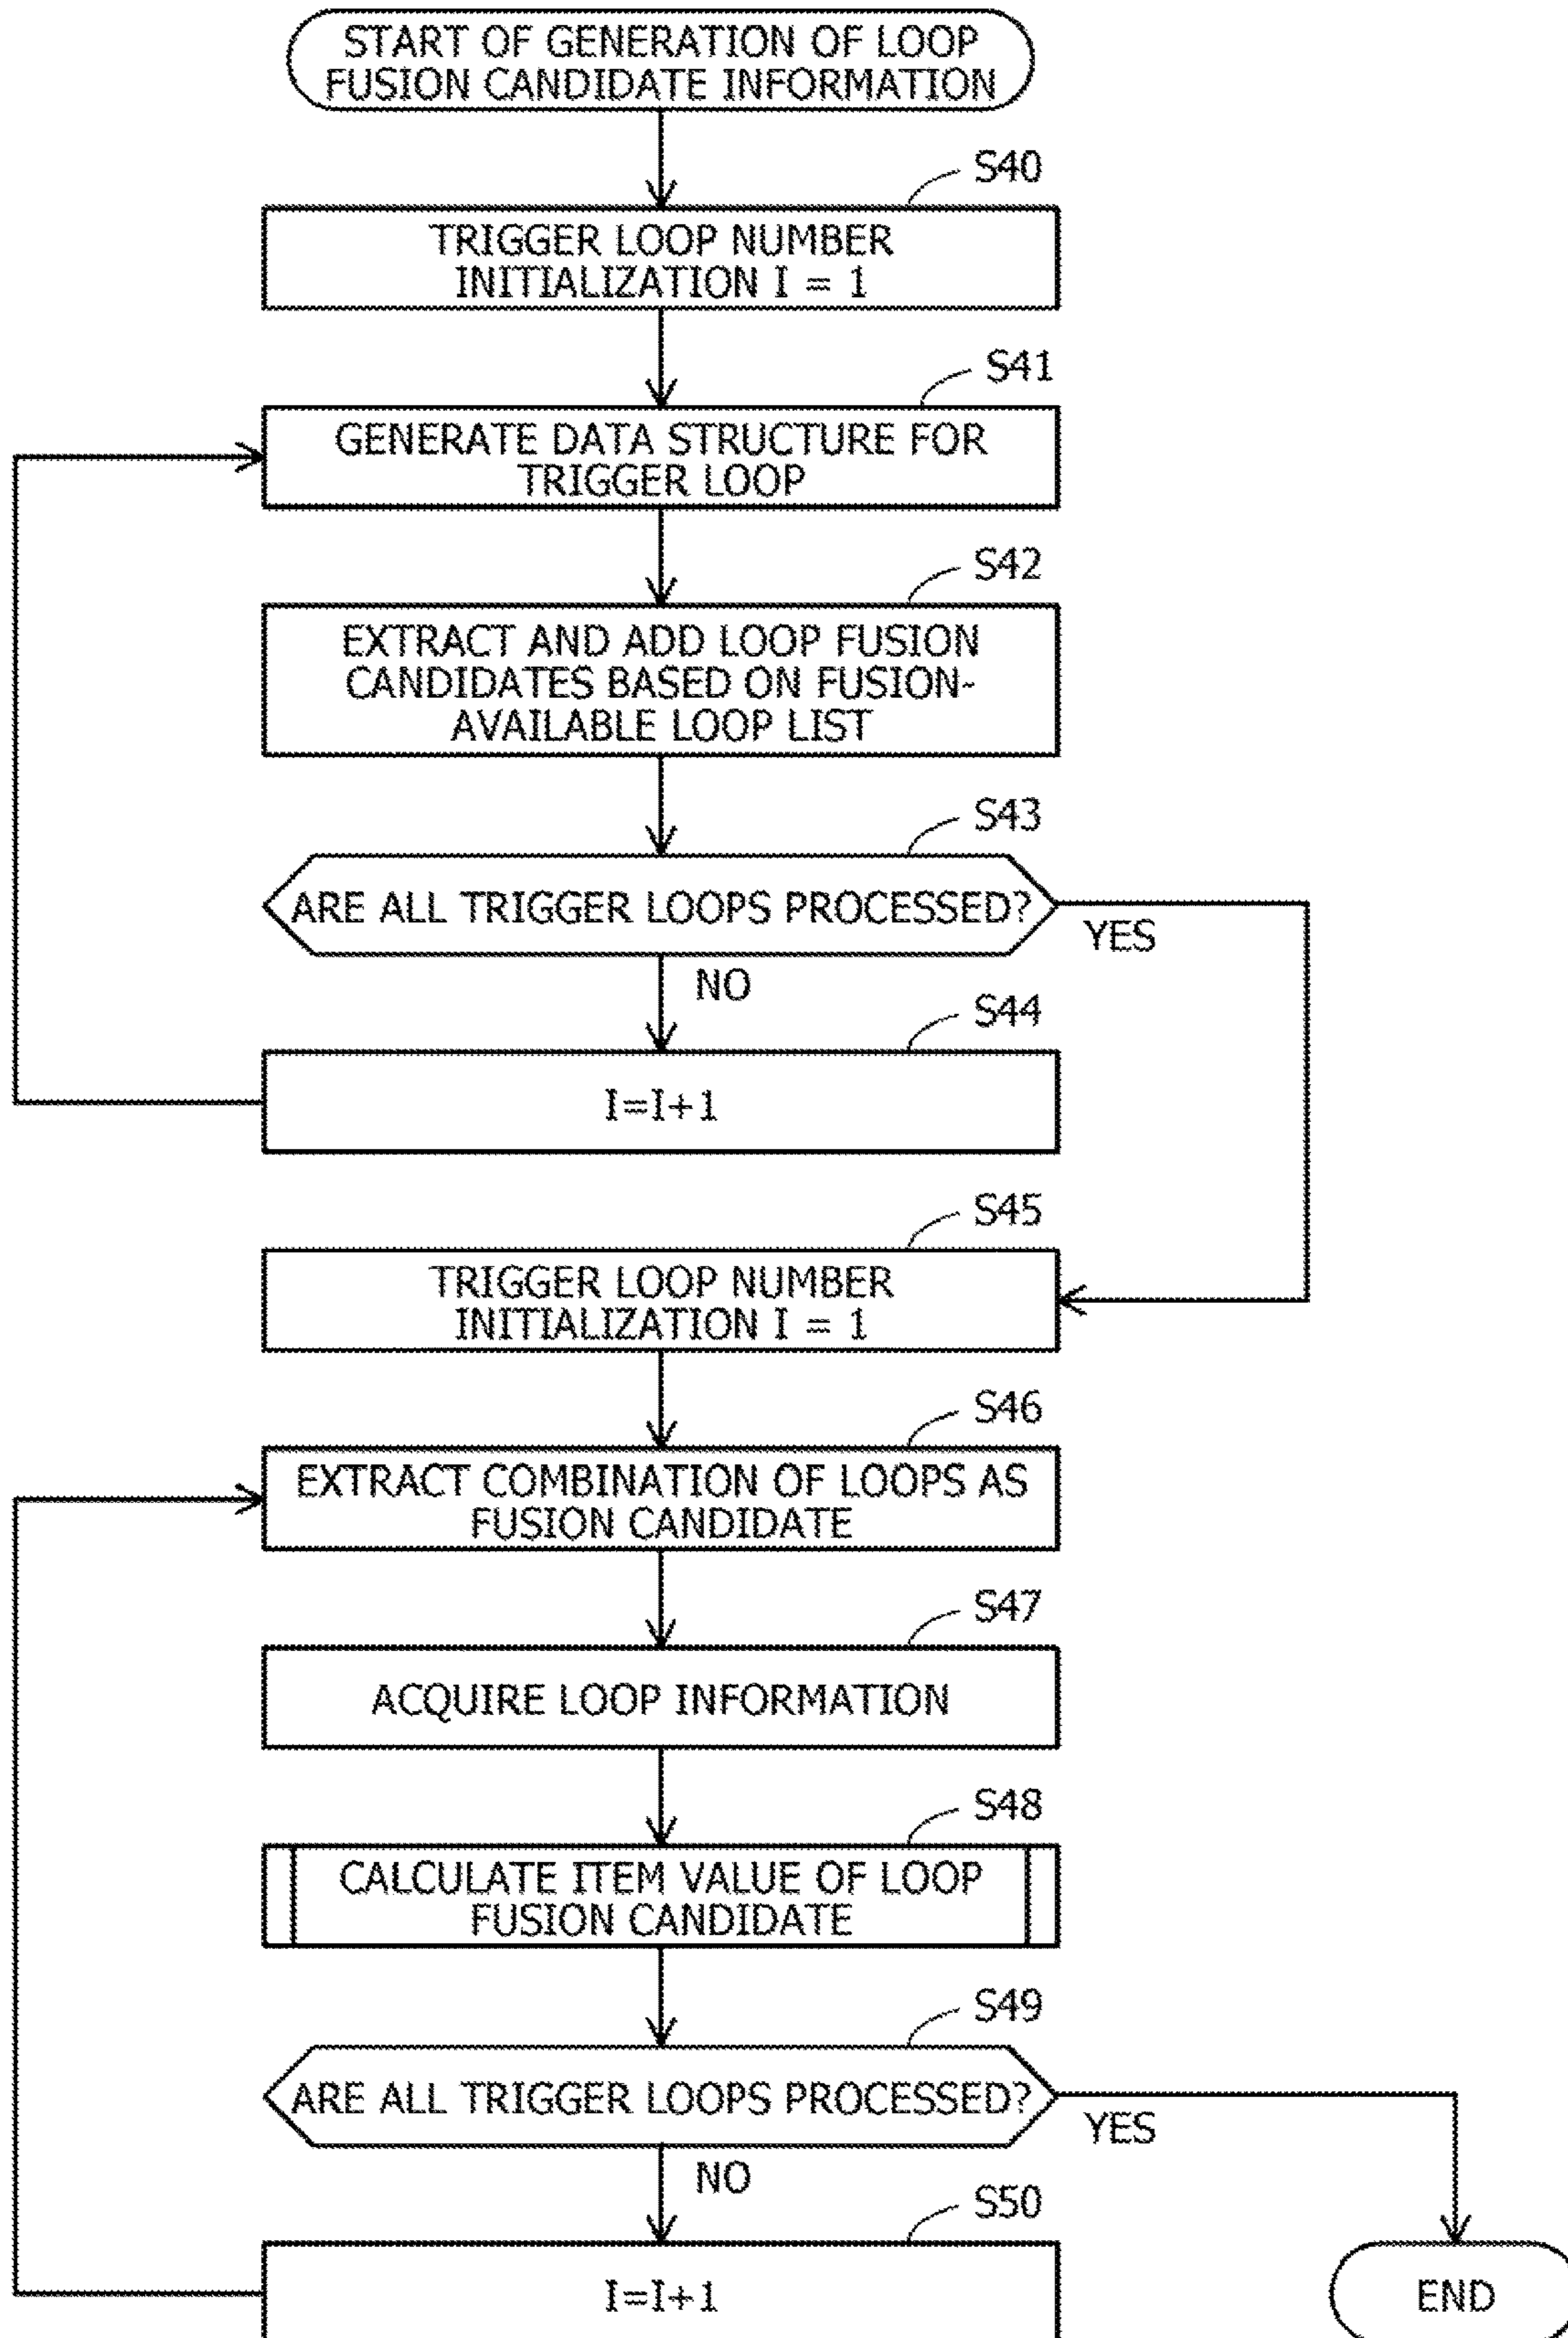 START OF GENERATION OF LOOP
FUSION CANDIDATE INFORMATION
S40
TRIGGER LOOP NUMBER
INITIALIZATION I = 1
S41
GENERATE DATA STRUCTURE FOR
TRIGGER LOOP
S42
EXTRACT AND ADD LOOP FUSION
CANDIDATES BASED ON FUSION-
AVAILABLE LOOP LIST
S43
ARE ALL TRIGGER LOOPS PROCESSED?
YES
NO
S44
I=I+1
S45
TRIGGER LOOP NUMBER
INITIALIZATION I = 1
S46
EXTRACT COMBINATION OF LOOPS AS
FUSION CANDIDATE
S47
ACQUIRE LOOP INFORMATION
S48
CALCULATE ITEM VALUE OF LOOP
FUSION CANDIDATE
S49
ARE ALL TRIGGER LOOPS PROCESSED?
YES
NO
S50
I=I+1
END